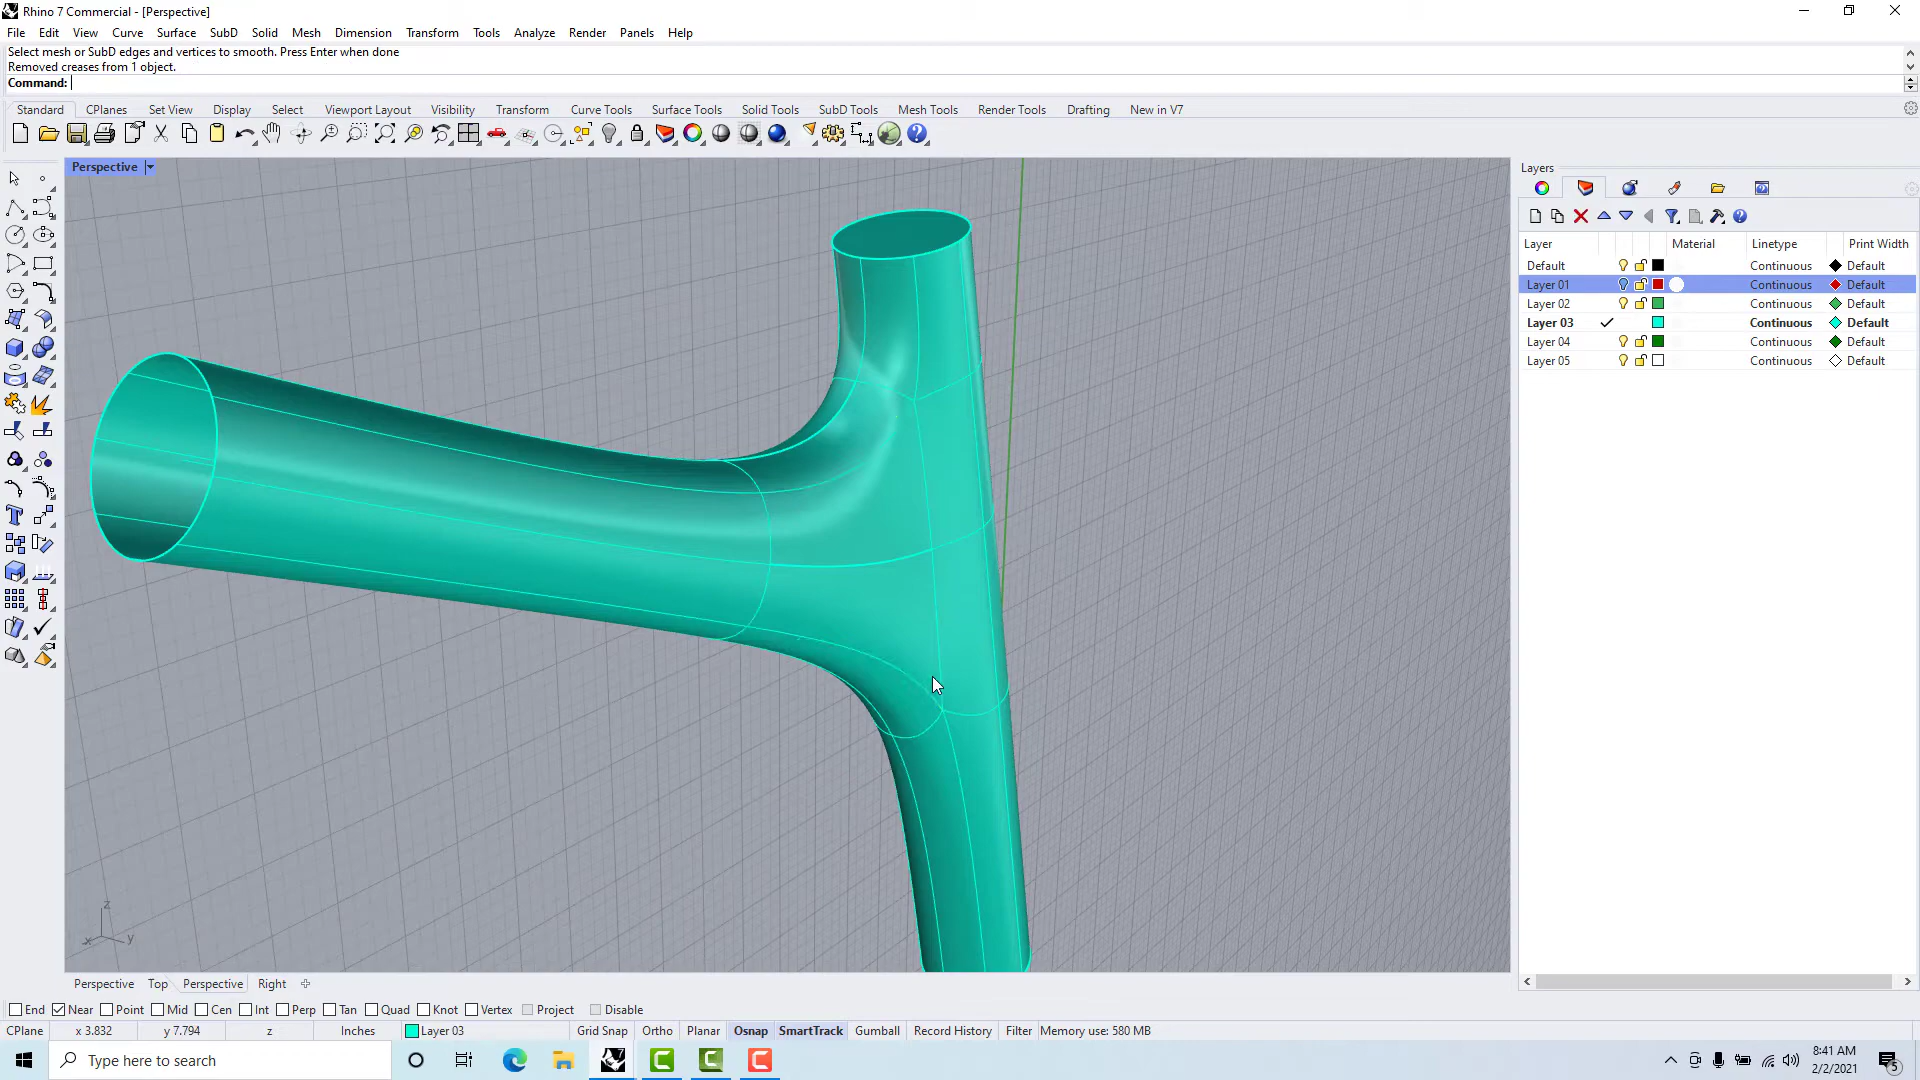 Rhino 7 Commercial - [Perspective]
File Edit View Curve Surface SubD Solid Mesh Dimension Transform Tools Analyze Render Panels Help
Select mesh or SubD edges and vertices to smooth. Press Enter when done
Removed creases from 1 object.
Command:
Standard CPlanes Set View Display Select Viewport Layout Visibility Transform Curve Tools Surface Tools Solid Tools SubD Tools Mesh Tools Render Tools Drafting New in V7
Perspective
Layers
Layer Material Linetype Print Width
Default Continuous Default
Layer 01 Continuous Default
Layer 02 Continuous Default
Layer 03 Continuous Default
Layer 04 Continuous Default
Layer 05 Continuous Default
z
x y
Perspective Top Perspective Right
End Near Point Mid Cen Int Perp Tan Quad Knot Vertex Project Disable
CPlane x 3.832 y 7.794 z Inches Layer 03 Grid Snap Ortho Planar Osnap SmartTrack Gumball Record History Filter Memory use: 580 MB
Type here to search
8:41 AM
2/2/2021
5